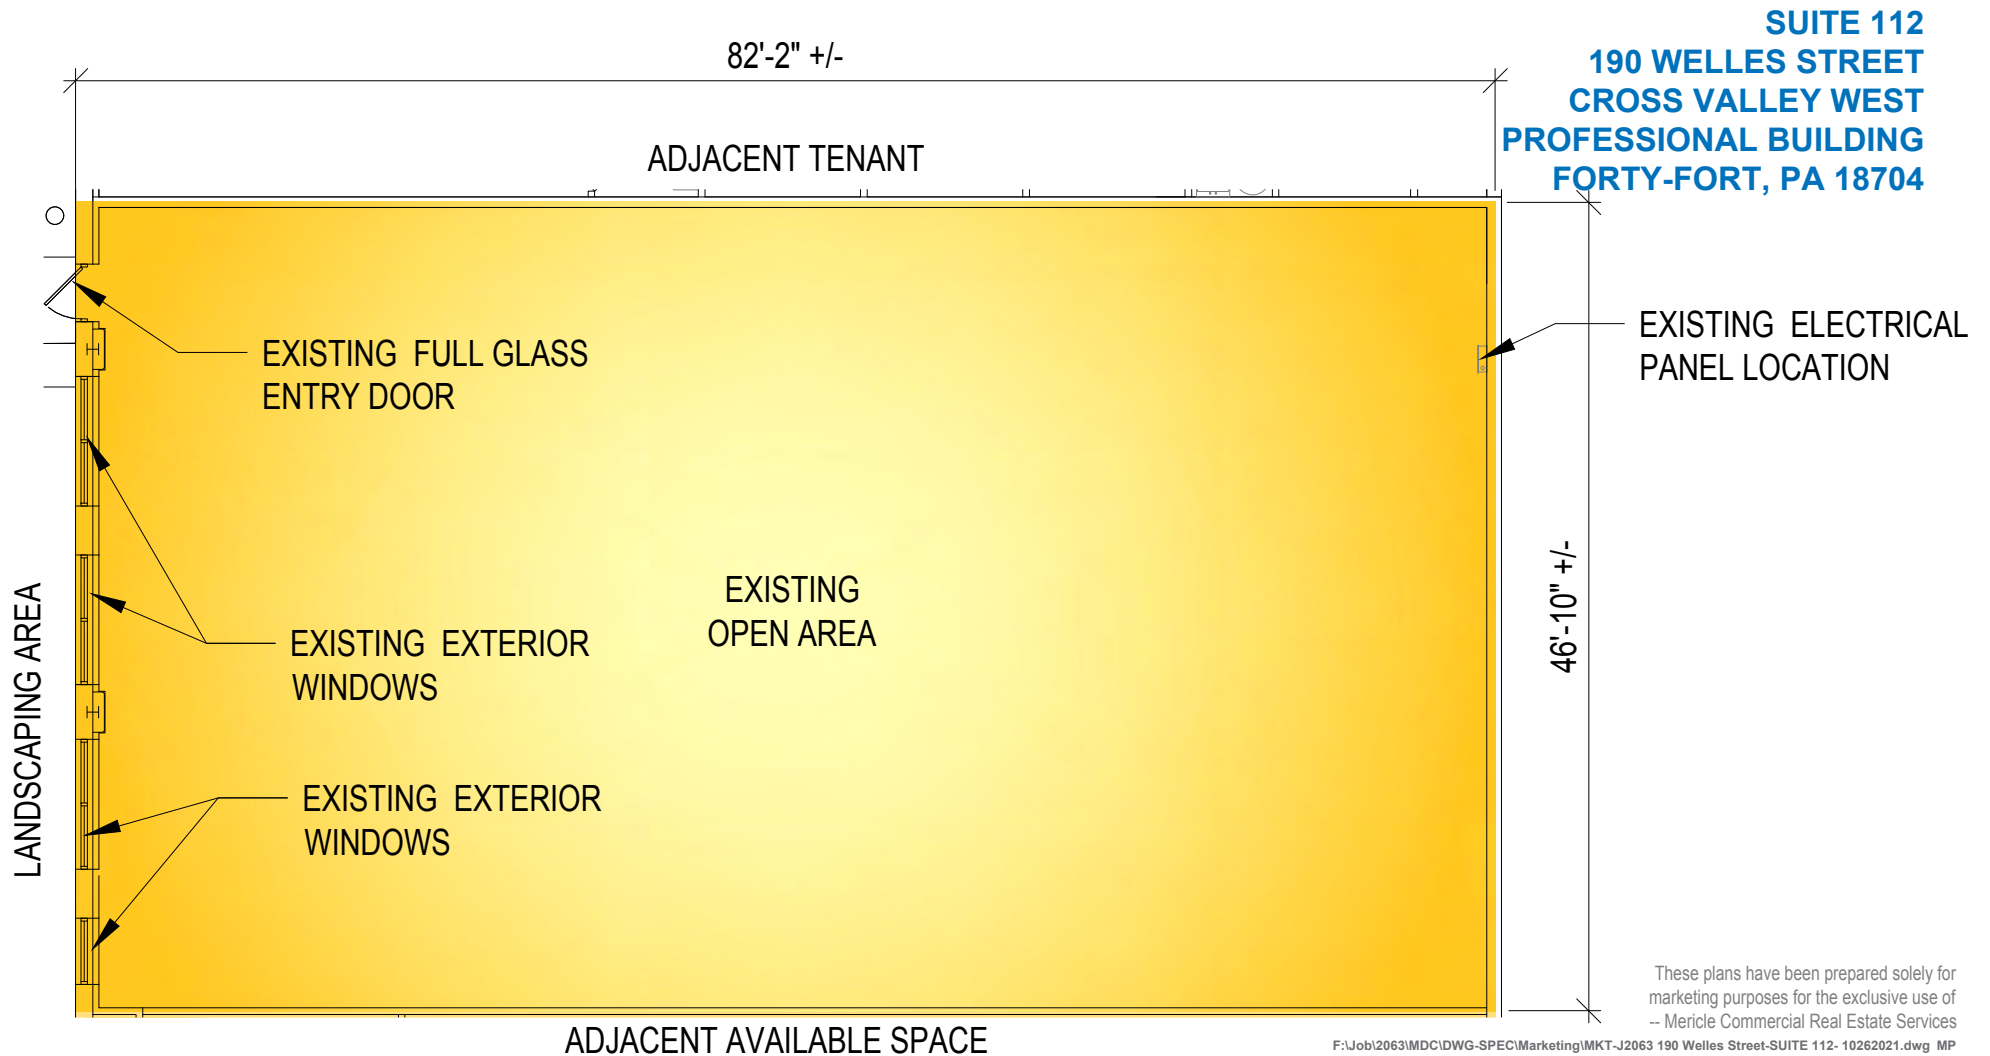 SUITE 112
190 WELLES STREET
CROSS VALLEY WEST
PROFESSIONAL BUILDING
FORTY-FORT, PA 18704
82'-2" +/-
ADJACENT TENANT
EXISTING FULL GLASS
ENTRY DOOR
EXISTING ELECTRICAL
PANEL LOCATION
EXISTING
OPEN AREA
46'-10" +/-
LANDSCAPING AREA
EXISTING EXTERIOR
WINDOWS
EXISTING EXTERIOR
WINDOWS
ADJACENT AVAILABLE SPACE
These plans have been prepared solely for
marketing purposes for the exclusive use of
-- Mericle Commercial Real Estate Services
F:\Job\2063\MDC\DWG-SPEC\Marketing\MKT-J2063 190 Welles Street-SUITE 112- 10262021.dwg MP